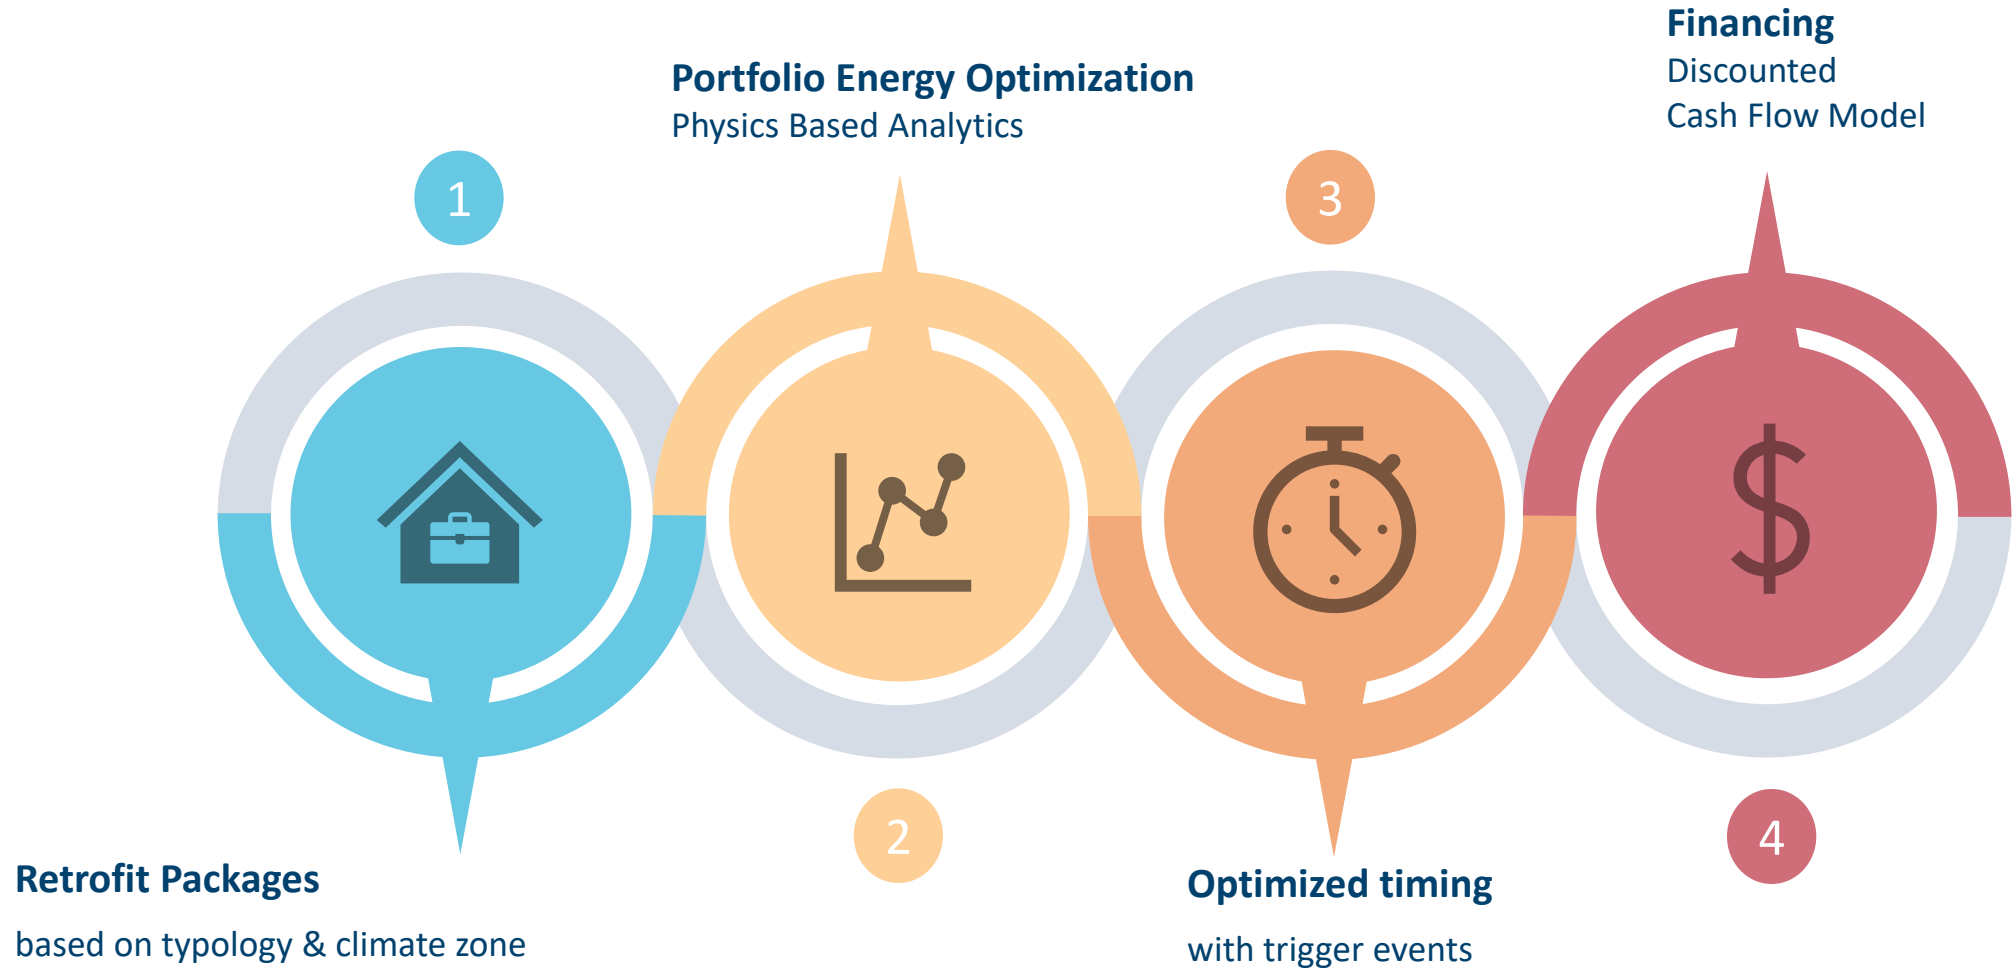 1
Retrofit Packages
based on typology & climate zone
Portfolio Energy Optimization
Physics Based Analytics
2
3
Optimized timing
with trigger events
Financing
Discounted
Cash Flow Model
4